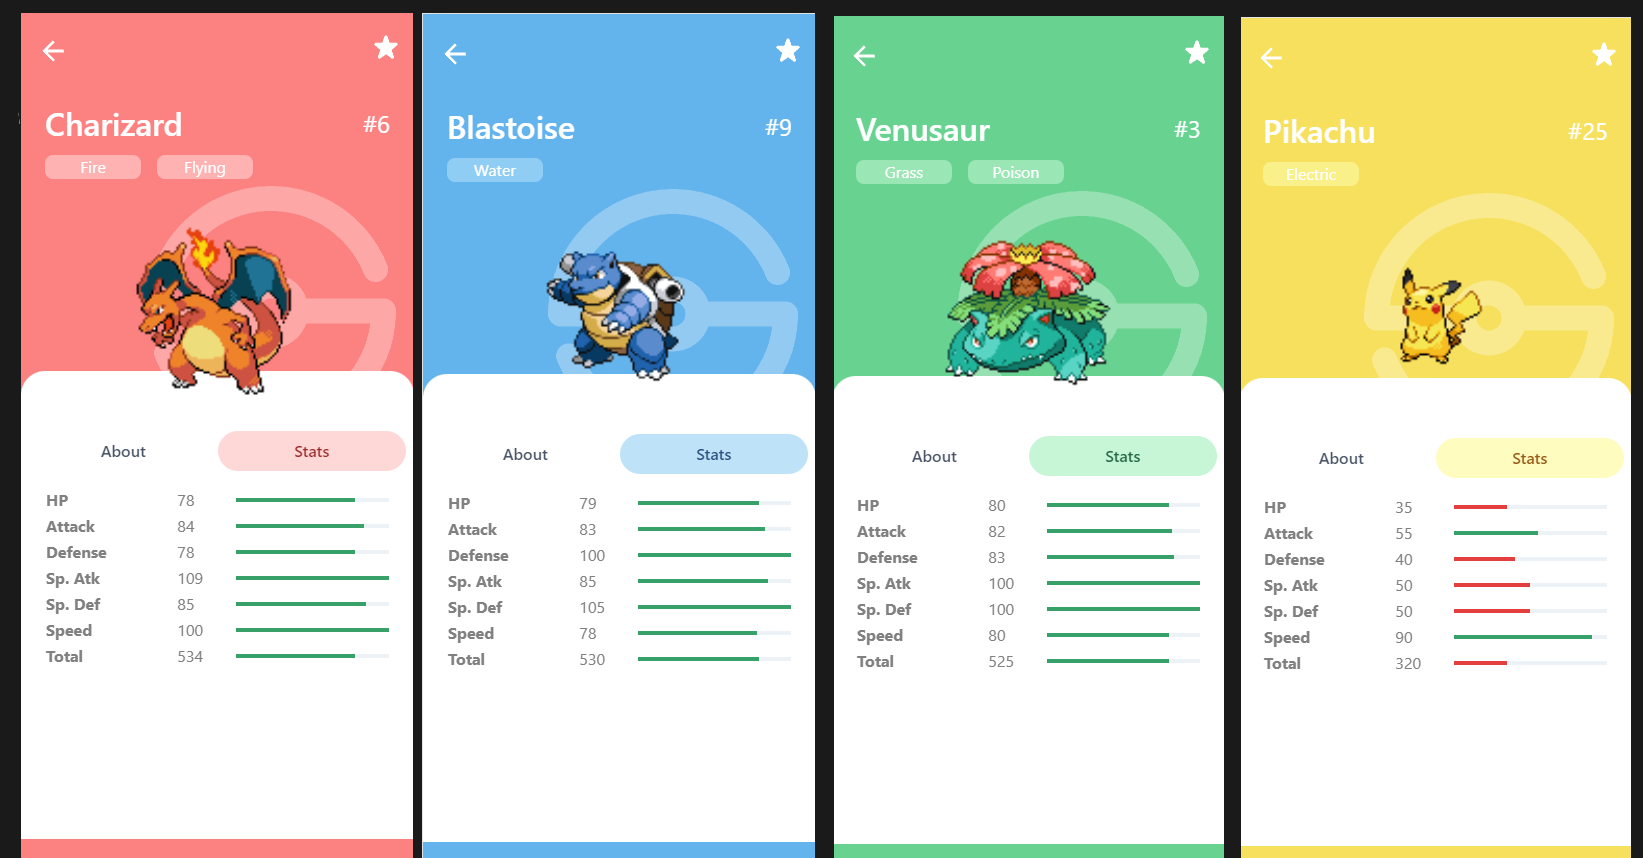 Charizard #6
Fire Flying
About Stats
HP 78
Attack 84
Defense 78
Sp. Atk 109
Sp. Def 85
Speed 100
Total 534
Blastoise #9
Water
About Stats
HP 79
Attack 83
Defense 100
Sp. Atk 85
Sp. Def 105
Speed 78
Total 530
Venusaur #3
Grass Poison
About Stats
HP 80
Attack 82
Defense 83
Sp. Atk 100
Sp. Def 100
Speed 80
Total 525
Pikachu #25
Electric
About Stats
HP 35
Attack 55
Defense 40
Sp. Atk 50
Sp. Def 50
Speed 90
Total 320